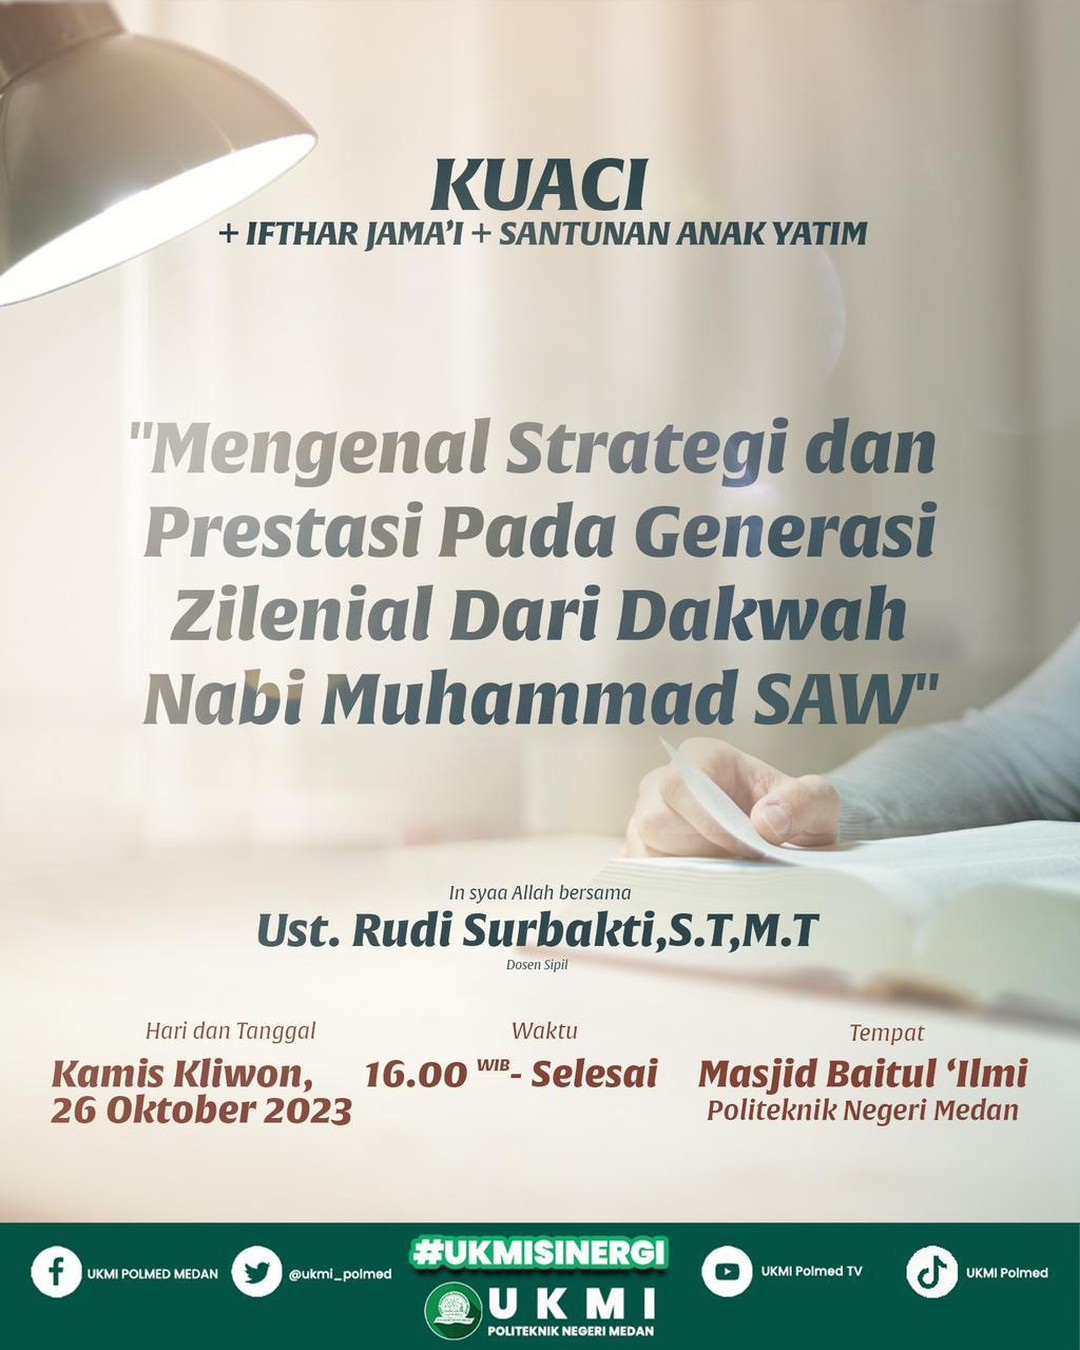 KUACI
+ IFTHAR JAMA’I + SANTUNAN ANAK YATIM
"Mengenal Strategi dan
Prestasi Pada Generasi
Zilenial Dari Dakwah
Nabi Muhammad SAW"
In syaa Allah bersama
Ust. Rudi Surbakti,S.T,M.T
Dosen Sipil
Hari dan Tanggal
Kamis Kliwon,
26 Oktober 2023
Waktu
16.00 WIB- Selesai
Tempat
Masjid Baitul ‘Ilmi
Politeknik Negeri Medan
UKMI POLMED MEDAN
@ukmi_polmed
#UKMISINERGI
UKMI
POLITEKNIK NEGERI MEDAN
UKMI Polmed TV
UKMI Polmed